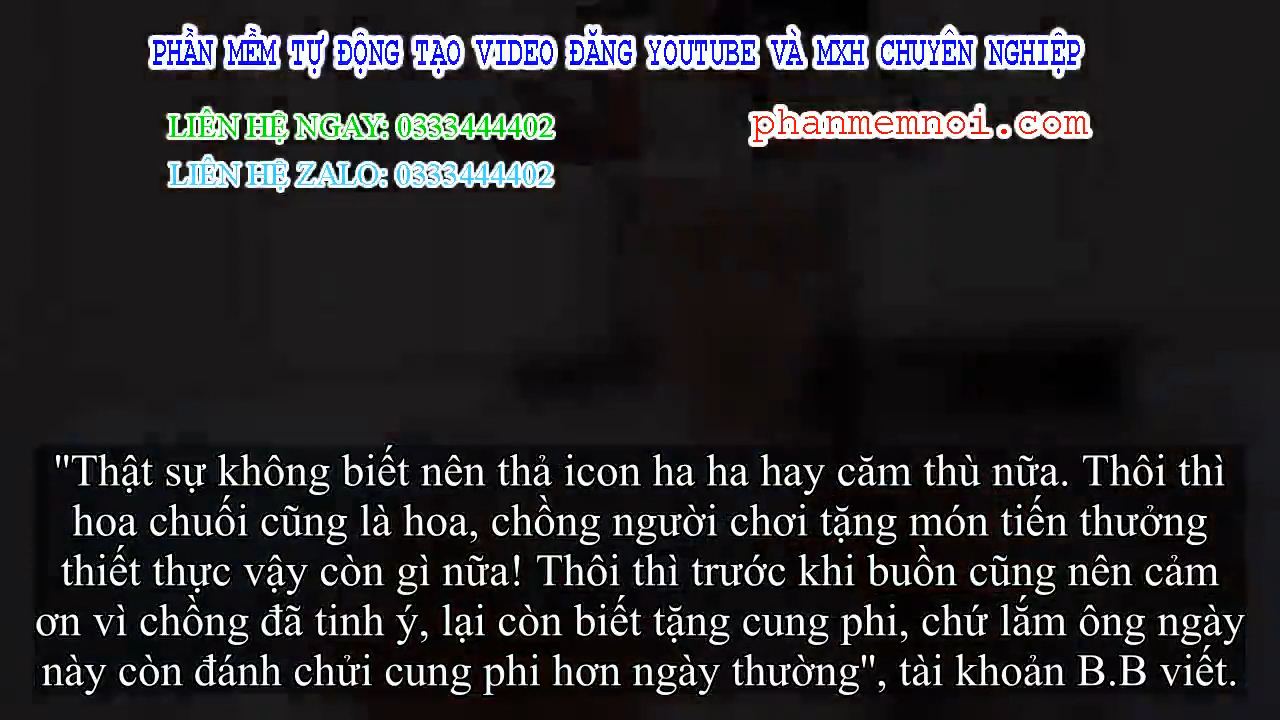 PHẦN MỀM TỰ ĐỘNG TẠO VIDEO ĐĂNG YOUTUBE VÀ MXH CHUYÊN NGHIỆP
LIÊN HỆ NGAY: 0333444402
phanmemnoi.com
LIÊN HỆ ZALO: 0333444402
"Thật sự không biết nên thả icon ha ha hay căm thù nữa. Thôi thì
hoa chuối cũng là hoa, chồng người chơi tặng món tiến thưởng
thiết thực vậy còn gì nữa! Thôi thì trước khi buồn cũng nên cảm
ơn vì chồng đã tinh ý, lại còn biết tặng cung phi, chứ lắm ông ngày
này còn đánh chửi cung phi hơn ngày thường", tài khoản B.B viết.